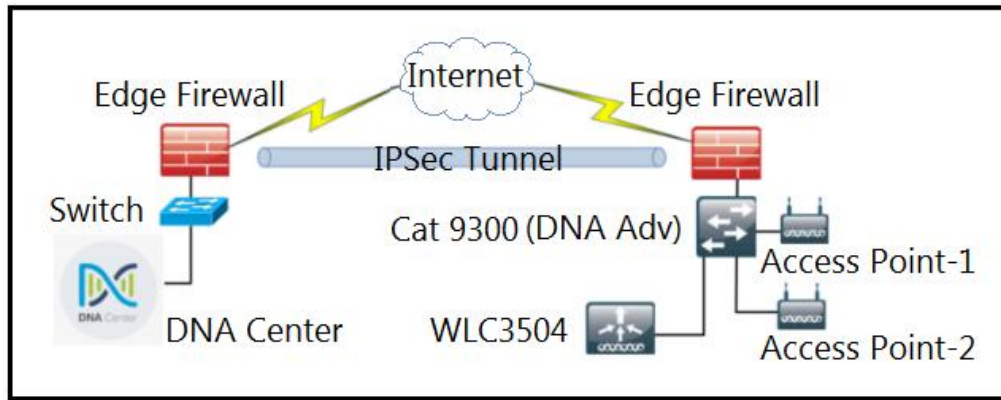 Internet
Edge Firewall
Edge Firewall
IPSec Tunnel
Switch
Cat 9300 (DNA Adv)
Access Point-1
DNA Center
DNA Center
WLC3504
Access Point-2